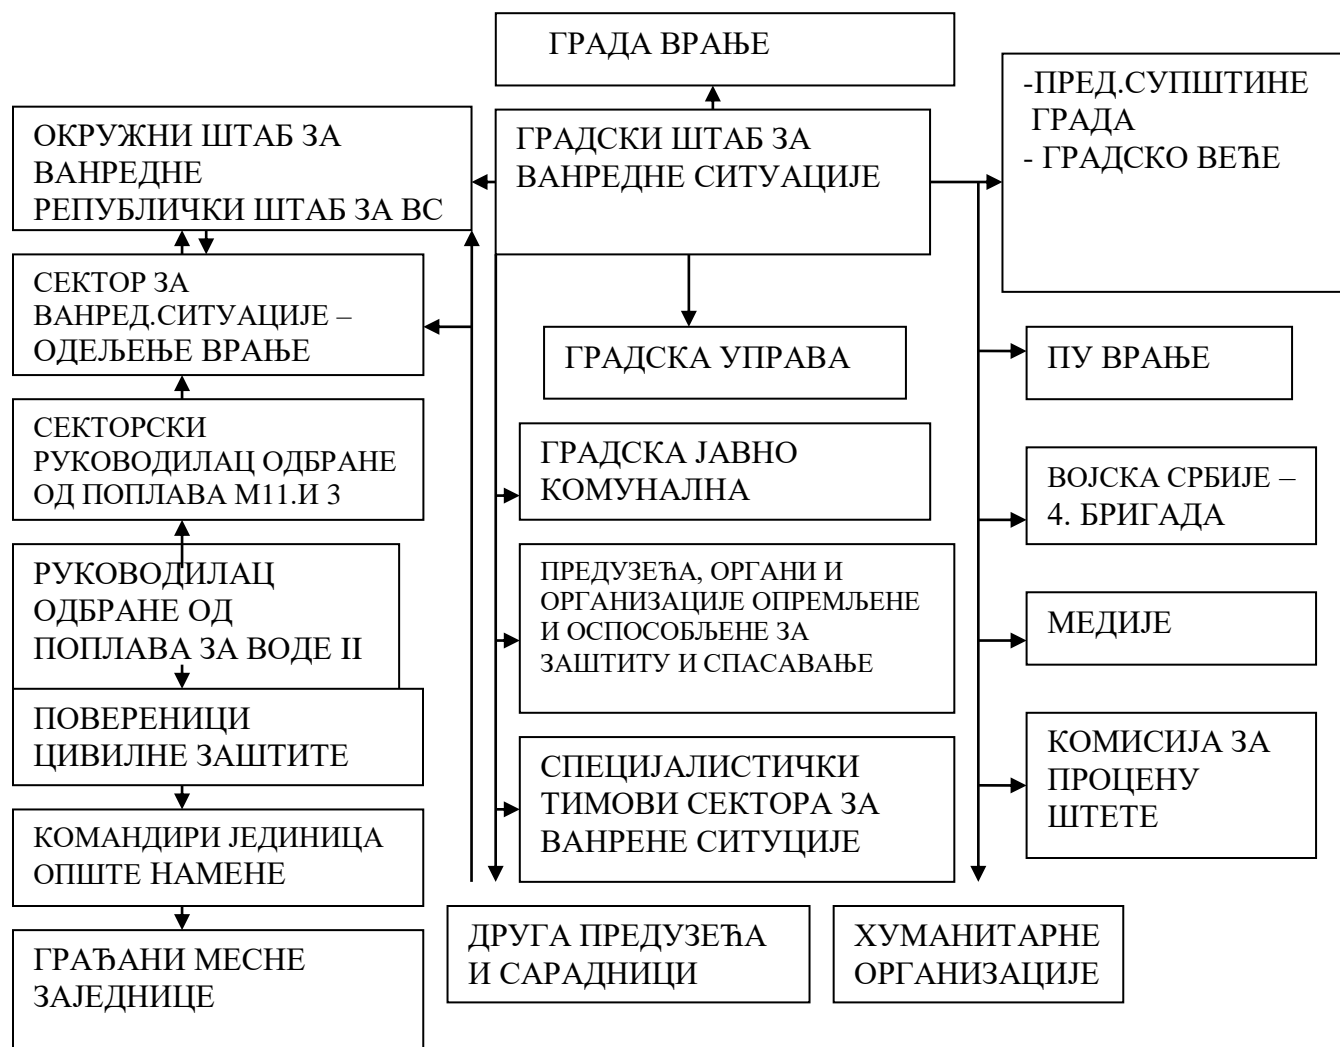 ГРАДА ВРАЊЕ
-ПРЕД.СУПШТИНЕ
ГРАДА
- ГРАДСКО ВЕЋЕ
ОКРУЖНИ ШТАБ ЗА
ВАНРЕДНЕ
РЕПУБЛИЧКИ ШТАБ ЗА ВС
ГРАДСКИ ШТАБ ЗА
ВАНРЕДНЕ СИТУАЦИЈЕ
СЕКТОР ЗА
ВАНРЕД.СИТУАЦИЈЕ –
ОДЕЉЕЊЕ ВРАЊЕ
ГРАДСКА УПРАВА
ПУ ВРАЊЕ
СЕКТОРСКИ
РУКОВОДИЛАЦ ОДБРАНЕ
ОД ПОПЛАВА М11.И 3
ГРАДСКА ЈАВНО
КОМУНАЛНА
ВОЈСКА СРБИЈЕ –
4. БРИГАДА
РУКОВОДИЛАЦ
ОДБРАНЕ ОД
ПОПЛАВА ЗА ВОДЕ II
ПРЕДУЗЕЋА, ОРГАНИ И
ОРГАНИЗАЦИЈЕ ОПРЕМЉЕНЕ
И ОСПОСОБЉЕНЕ ЗА
ЗАШТИТУ И СПАСАВАЊЕ
МЕДИЈЕ
ПОВЕРЕНИЦИ
ЦИВИЛНЕ ЗАШТИТЕ
СПЕЦИЈАЛИСТИЧКИ
ТИМОВИ СЕКТОРА ЗА
ВАНРЕНЕ СИТУЦИЈЕ
КОМИСИЈА ЗА
ПРОЦЕНУ
ШТЕТЕ
КОМАНДИРИ ЈЕДИНИЦА
ОПШТЕ НАМЕНЕ
ГРАЂАНИ МЕСНЕ
ЗАЈЕДНИЦЕ
ДРУГА ПРЕДУЗЕЋА
И САРАДНИЦИ
ХУМАНИТАРНЕ
ОРГАНИЗАЦИЈЕ